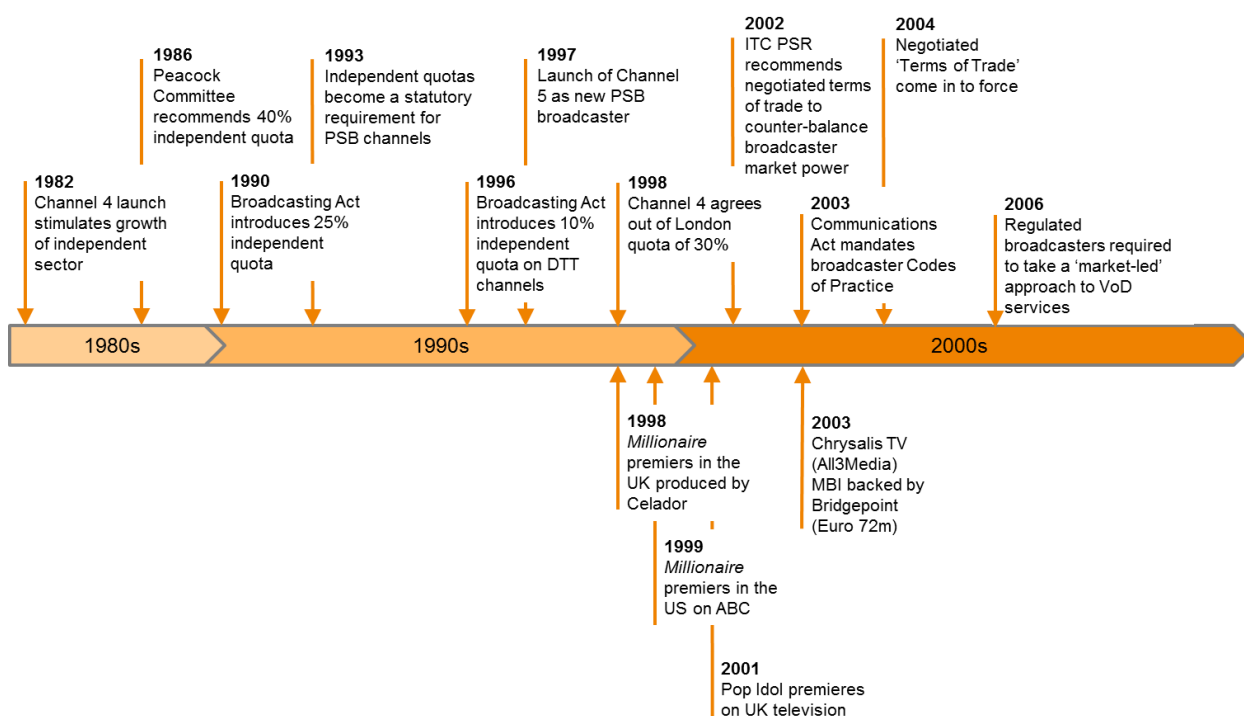 1982
Channel 4 launch
stimulates growth
of independent
sector
1986
Peacock
Committee
recommends 40%
independent quota
1990
Broadcasting Act
introduces 25%
independent
quota
1993
Independent quotas
become a statutory
requirement for
PSB channels
1996
Broadcasting Act
introduces 10%
independent
quota on DTT
channels
1997
Launch of Channel
5 as new PSB
broadcaster
1998
Channel 4 agrees
out of London
quota of 30%
2002
ITC PSR
recommends
negotiated terms
of trade to
counter-balance
broadcaster
market power
2003
Communications
Act mandates
broadcaster Codes
of Practice
2004
Negotiated
‘Terms of Trade’
come in to force
2006
Regulated
broadcasters required
to take a ‘market-led’
approach to VoD
services
1980s
1990s
2000s
1998
Millionaire
premiers in the
UK produced by
Celador
1999
Millionaire
premiers in the
US on ABC
2001
Pop Idol premieres
on UK television
2003
Chrysalis TV
(All3Media)
MBI backed by
Bridgepoint
(Euro 72m)